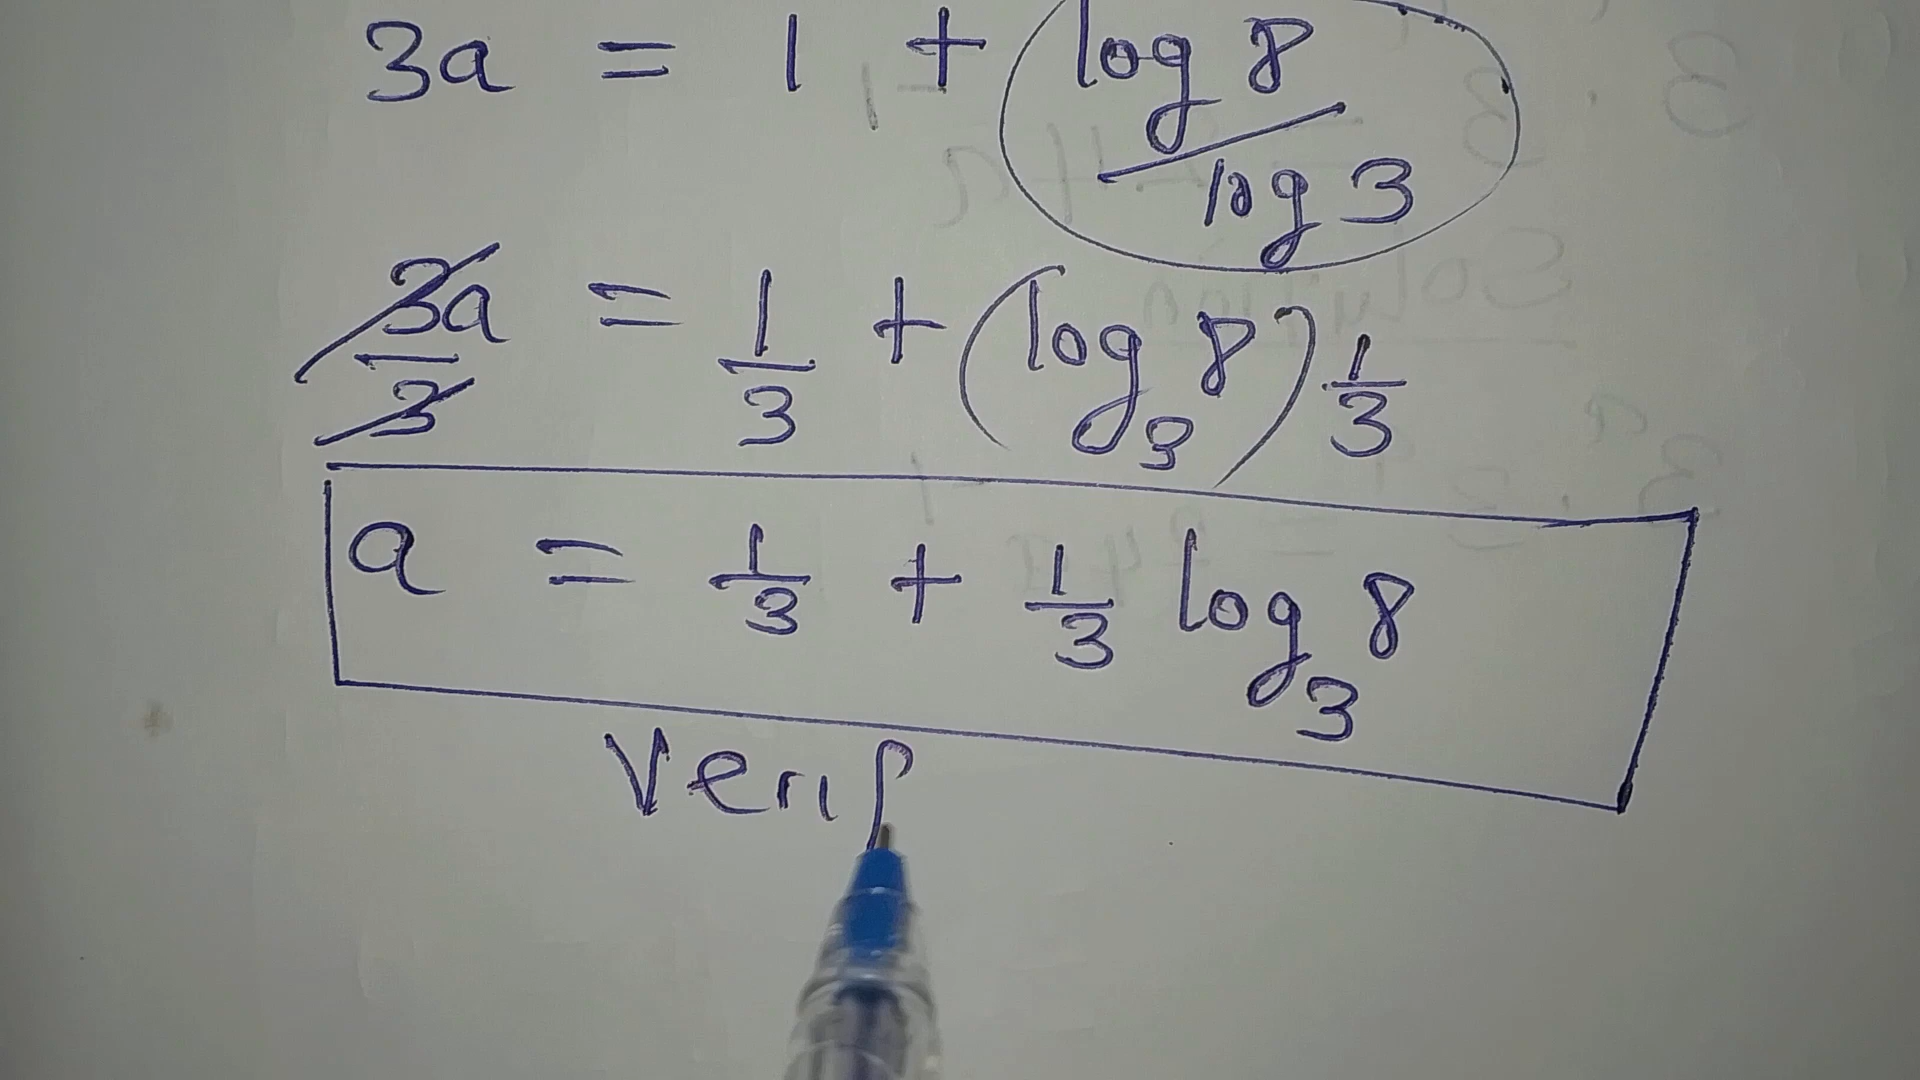 3a = 1 + log 8 / log 3
3a/3 = 1/3 + (log₃ 8) 1/3
a = 1/3 + 1/3 log₃ 8
Verif